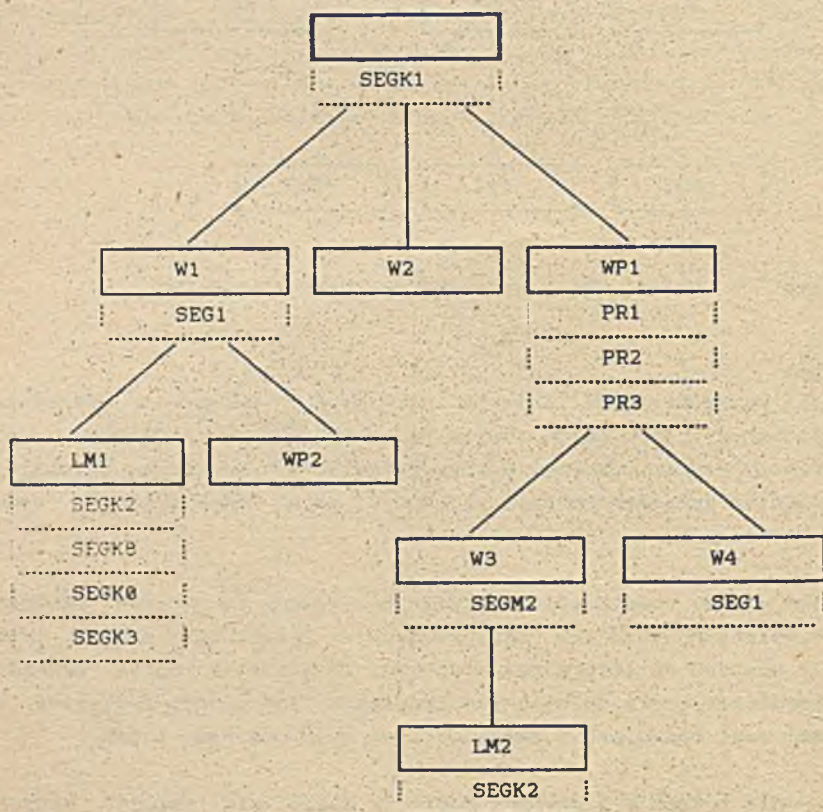 SEGK1
W1 W2 WP1
SEG1 PR1
PR2
PR3
LM1 WP2
SEGK2
SEGKB
SEGK0
SEGK3
W3 W4
SEGM2 SEG1
LM2
SEGK2